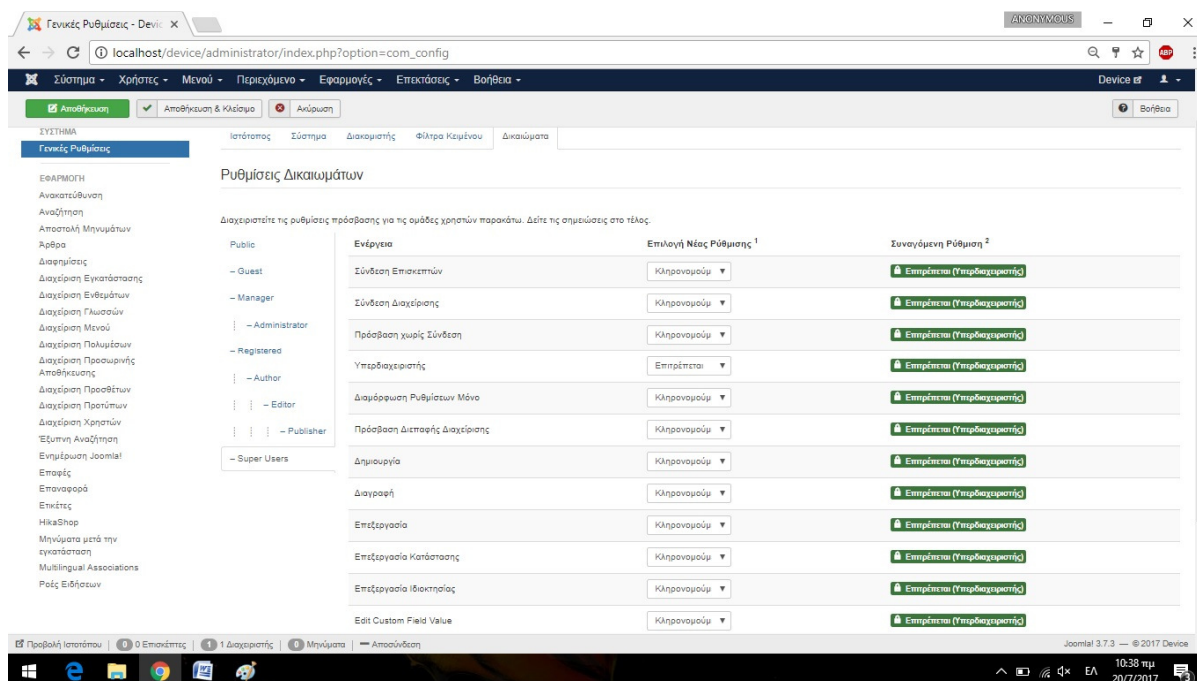 Γενικές Ρυθμίσεις - Devic
ANONYMOUS
localhost/device/administrator/index.php?option=com_config
ABP
Σύστημα Χρήστες Μενού Περιεχόμενο Εφαρμογές Επεκτάσεις Βοήθεια Device
Αποθήκευση Αποθήκευση & Κλείσιμο Ακύρωση Βοήθεια
ΣΥΣΤΗΜΑ
Γενικές Ρυθμίσεις
ΕΦΑΡΜΟΓΗ
Ανακατεύθυνση
Αναζήτηση
Αποστολή Μηνυμάτων
Άρθρα
Διαφημίσεις
Διαχείριση Εγκατάστασης
Διαχείριση Ενθεμάτων
Διαχείριση Γλωσσών
Διαχείριση Μενού
Διαχείριση Πολυμέσων
Διαχείριση Προσωρινής
Αποθήκευσης
Διαχείριση Προσθέτων
Διαχείριση Προτύπων
Διαχείριση Χρηστών
Έξυπνη Αναζήτηση
Ενημέρωση Joomla!
Επαφές
Επαναφορά
Ετικέτες
HikaShop
Μηνύματα μετά την
εγκατάσταση
Multilingual Associations
Ροές Ειδήσεων
Ιστότοπος Σύστημα Διακομιστής Φίλτρα Κειμένου Δικαιώματα
Ρυθμίσεις Δικαιωμάτων
Διαχειριστείτε τις ρυθμίσεις πρόσβασης για τις ομάδες χρηστών παρακάτω. Δείτε τις σημειώσεις στο τέλος.
Public
– Guest
– Manager
– Administrator
– Registered
– Author
– Editor
– Publisher
– Super Users
Ενέργεια Επιλογή Νέας Ρύθμισης 1 Συναγόμενη Ρύθμιση 2
Σύνδεση Επισκεπτών Κληρονομούμ Επιτρέπεται (Υπερδιαχειριστής)
Σύνδεση Διαχείρισης Κληρονομούμ Επιτρέπεται (Υπερδιαχειριστής)
Πρόσβαση χωρίς Σύνδεση Κληρονομούμ Επιτρέπεται (Υπερδιαχειριστής)
Υπερδιαχειριστής Επιτρέπεται Επιτρέπεται (Υπερδιαχειριστής)
Διαμόρφωση Ρυθμίσεων Μόνο Κληρονομούμ Επιτρέπεται (Υπερδιαχειριστής)
Πρόσβαση Διεπαφής Διαχείρισης Κληρονομούμ Επιτρέπεται (Υπερδιαχειριστής)
Δημιουργία Κληρονομούμ Επιτρέπεται (Υπερδιαχειριστής)
Διαγραφή Κληρονομούμ Επιτρέπεται (Υπερδιαχειριστής)
Επεξεργασία Κληρονομούμ Επιτρέπεται (Υπερδιαχειριστής)
Επεξεργασία Κατάστασης Κληρονομούμ Επιτρέπεται (Υπερδιαχειριστής)
Επεξεργασία Ιδιοκτησίας Κληρονομούμ Επιτρέπεται (Υπερδιαχειριστής)
Edit Custom Field Value Κληρονομούμ Επιτρέπεται (Υπερδιαχειριστής)
Προβολή Ιστοτόπου 0 0 Επισκέπτες 1 1 Διαχειριστής 0 Μηνύματα Αποσύνδεση Joomla! 3.7.3 — © 2017 Device
ΕΛ
10:38 πμ
20/7/2017
3